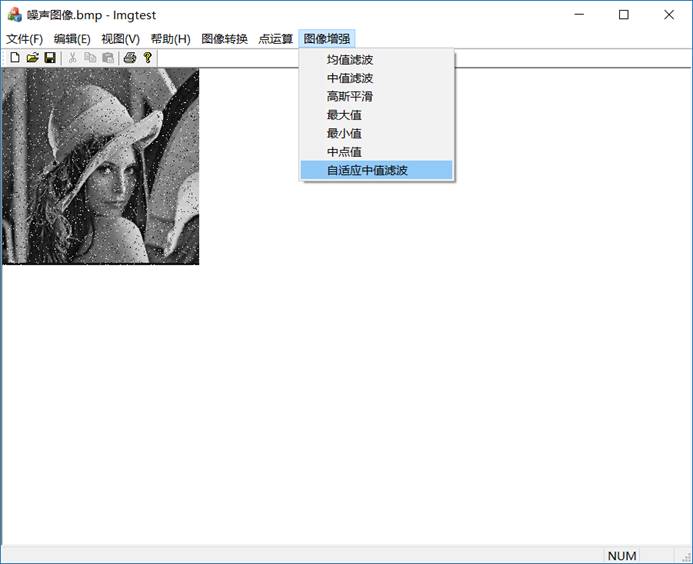 噪声图像.bmp - Imgtest
文件(F) 编辑(E) 视图(V) 帮助(H) 图像转换 点运算 图像增强
均值滤波
中值滤波
高斯平滑
最大值
最小值
中点值
自适应中值滤波
NUM